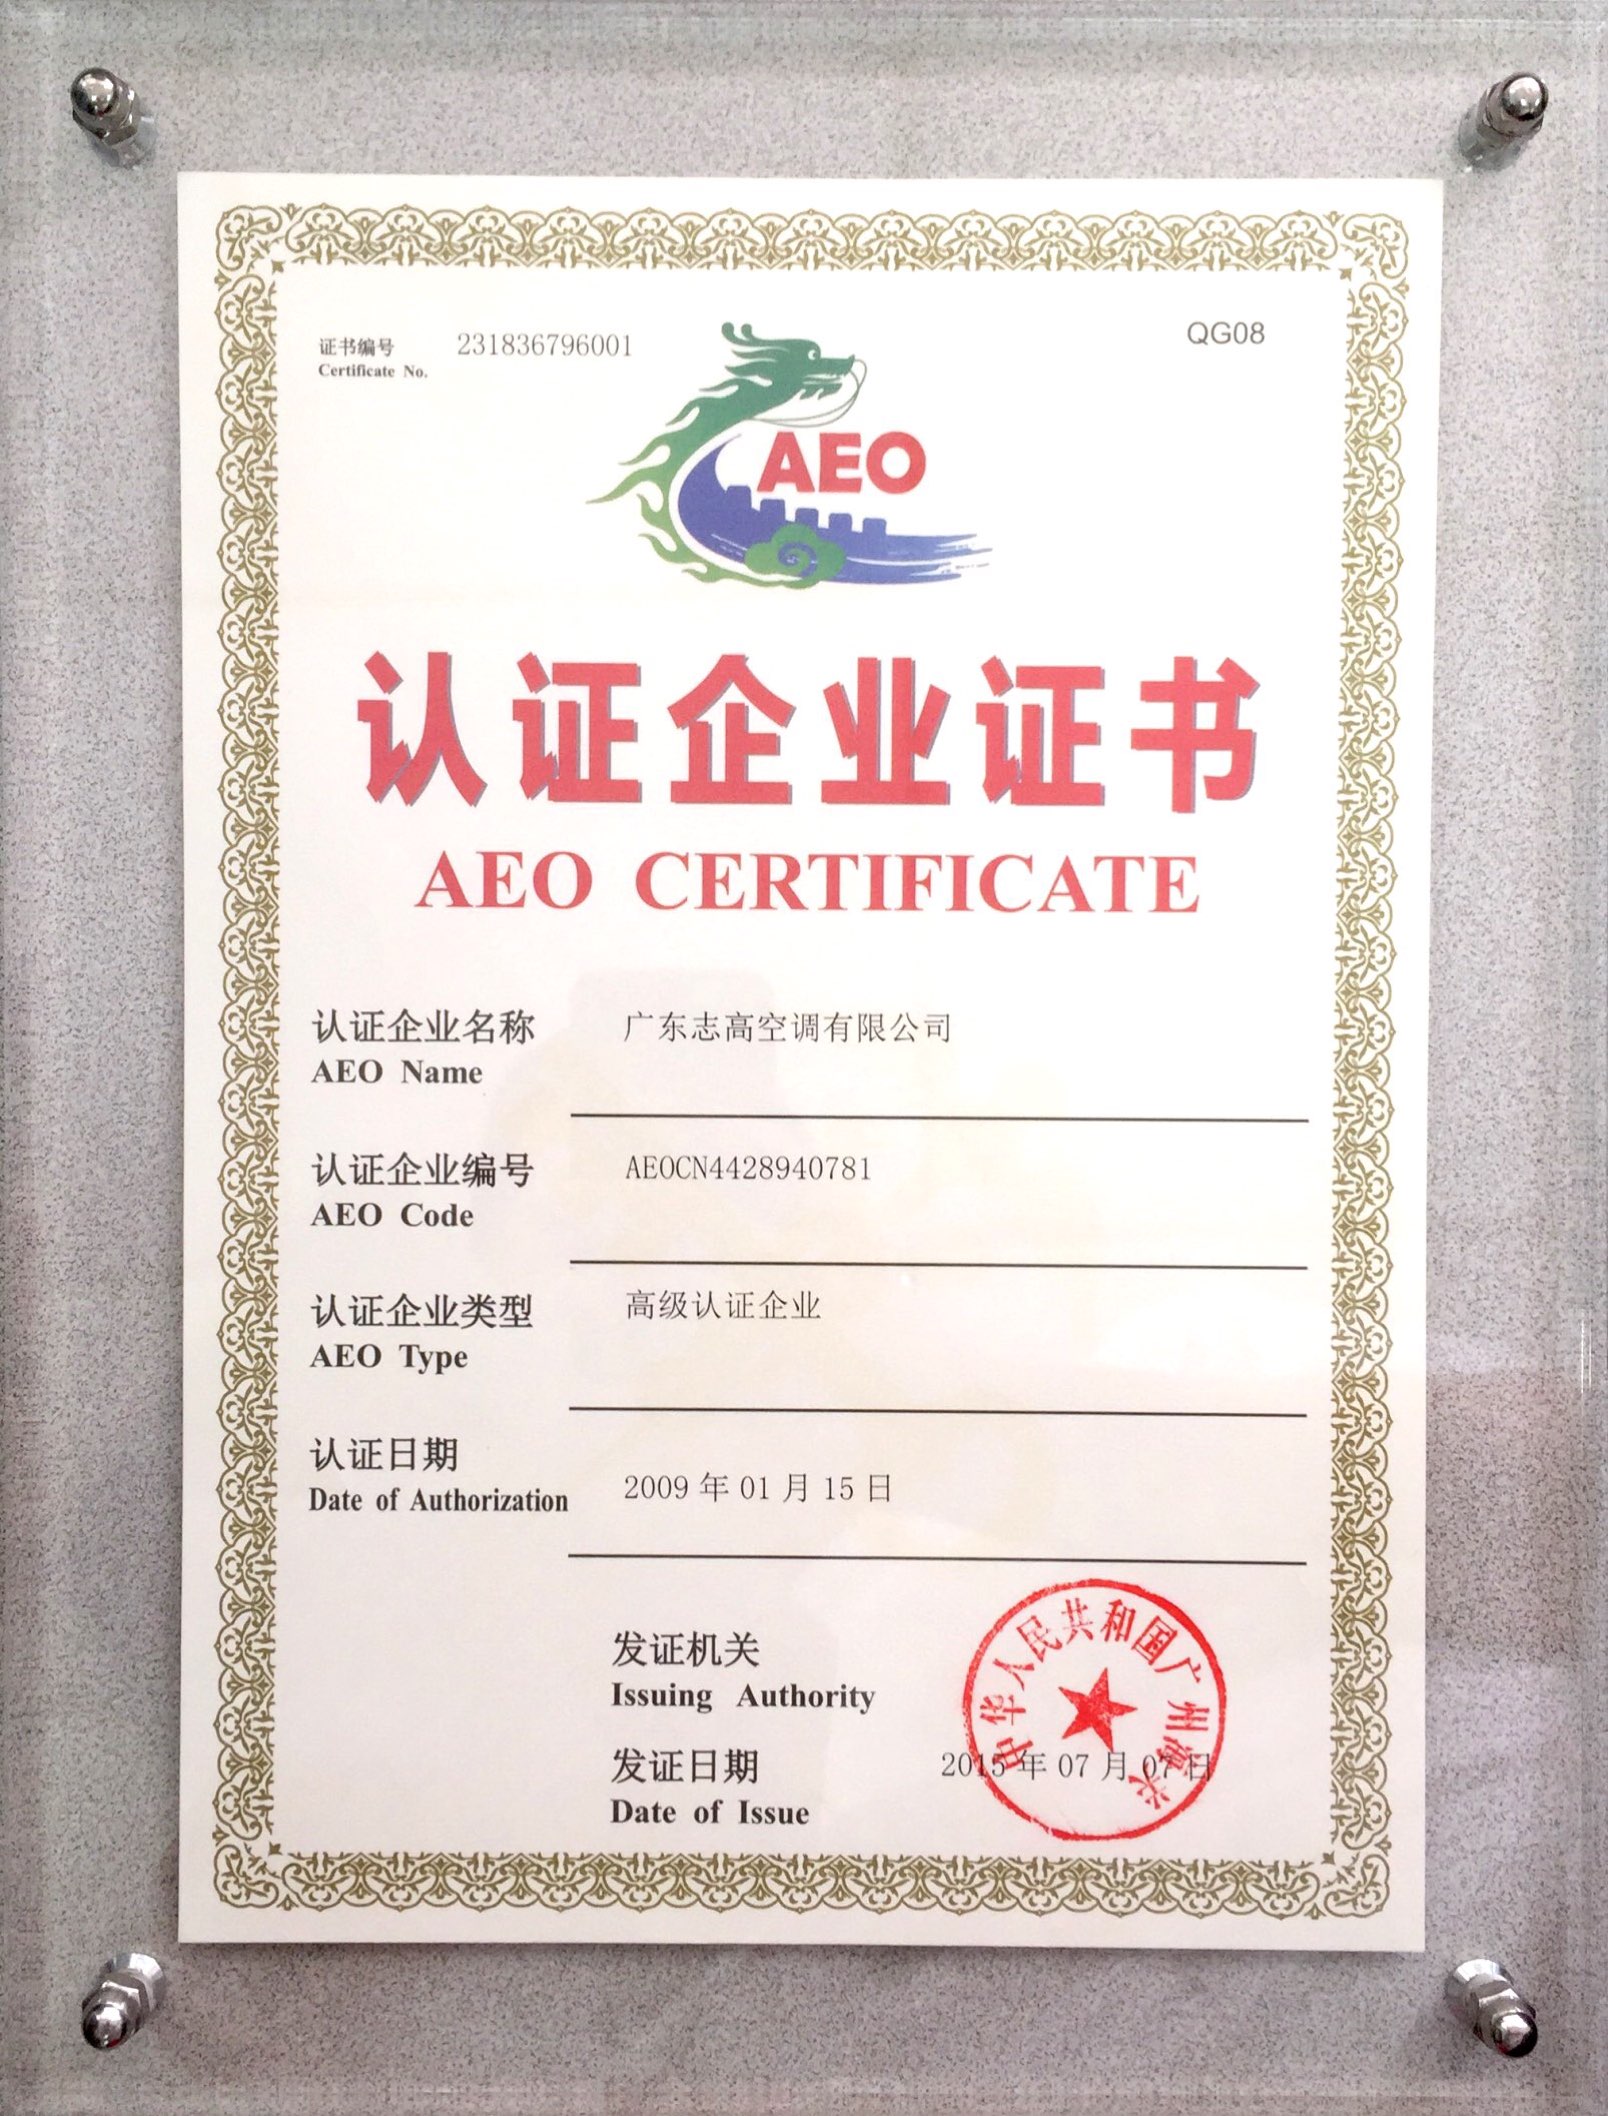 证书编号 231836796001
Certificate No.
QG08
AEO
认证企业证书
AEO CERTIFICATE
认证企业名称 广东志高空调有限公司
AEO Name
认证企业编号 AEOCN4428940781
AEO Code
认证企业类型 高级认证企业
AEO Type
认证日期 2009 年 01 月 15 日
Date of Authorization
发证机关
Issuing Authority
中华人民共和国广州海关
发证日期 2015 年 07 月 07 日
Date of Issue